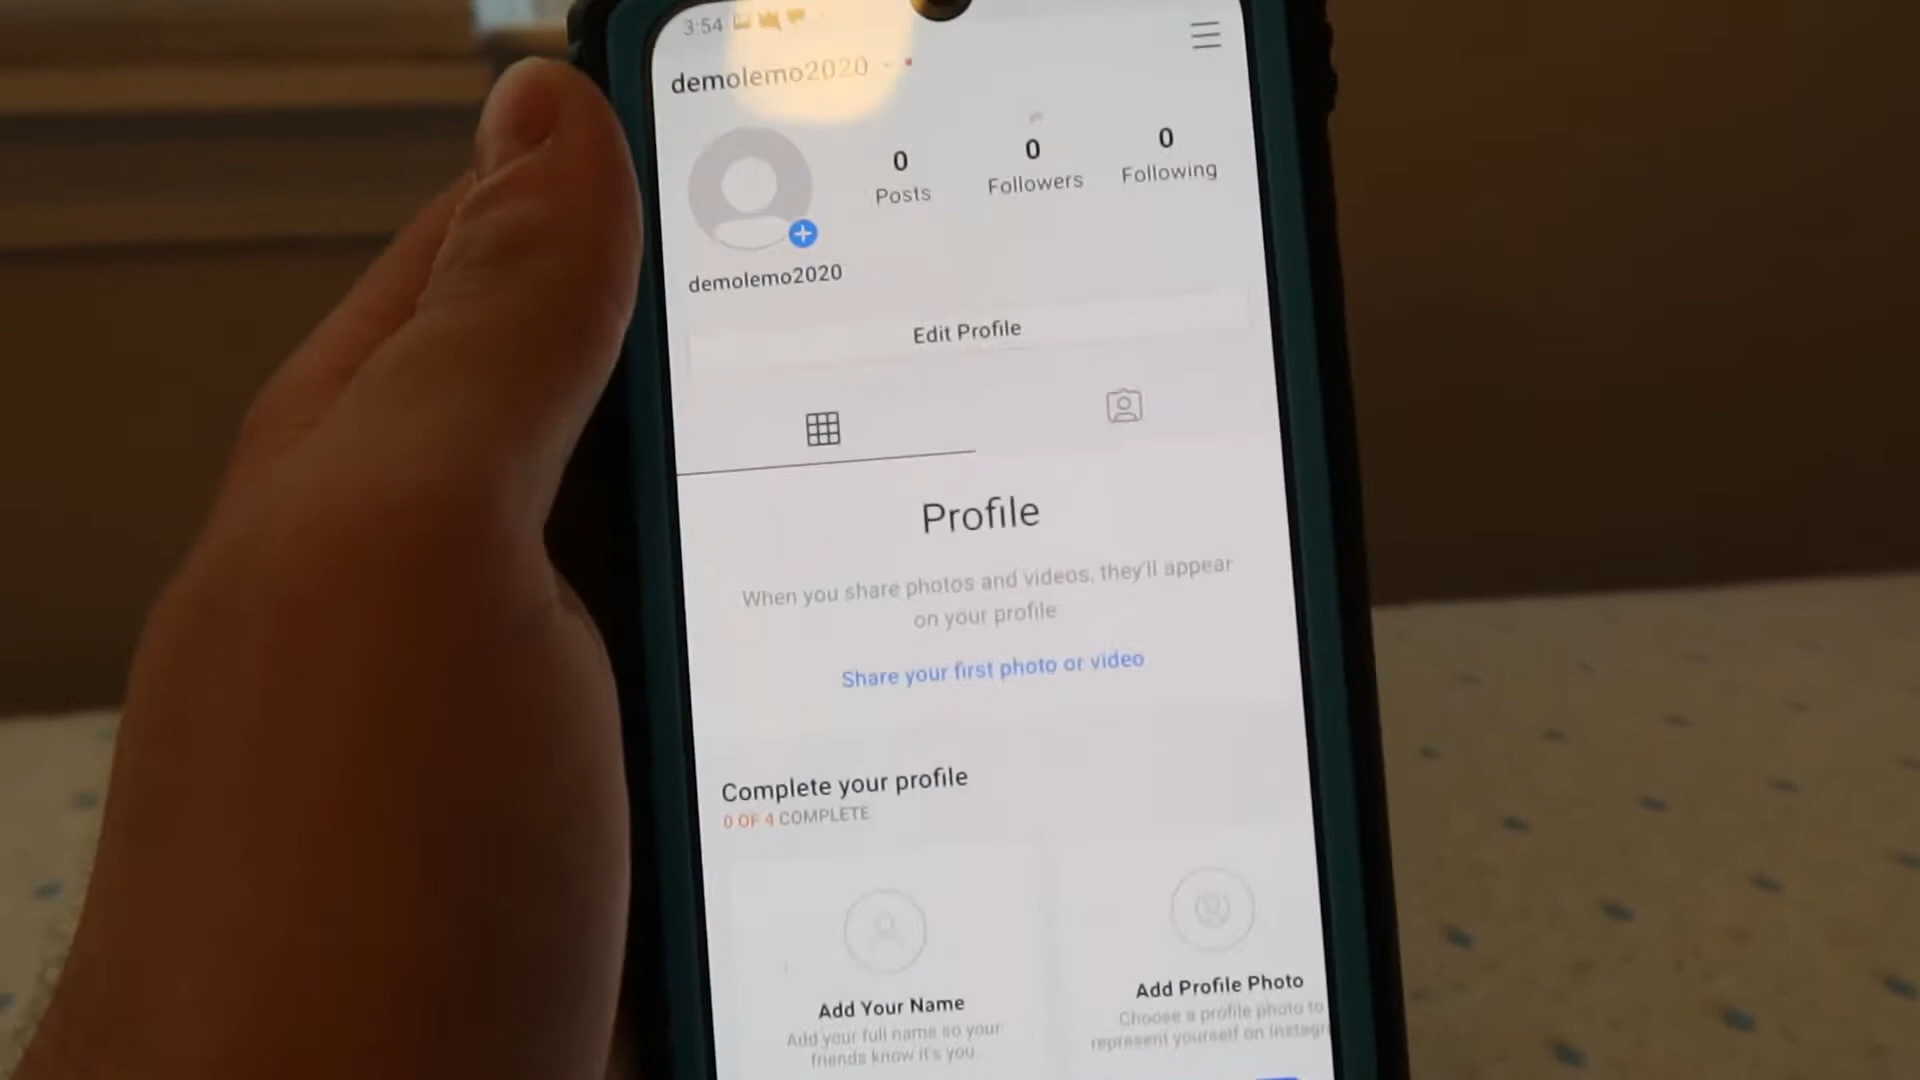 3:54
demolemo2020
0 0 0
Posts Followers Following
demolemo2020
Edit Profile
Profile
When you share photos and videos, they'll appear
on your profile
Share your first photo or video
Complete your profile
0 OF 4 COMPLETE
Add Your Name
Add your full name so your
friends know it's you.
Add Profile Photo
Choose a profile photo to
represent yourself on Instagr